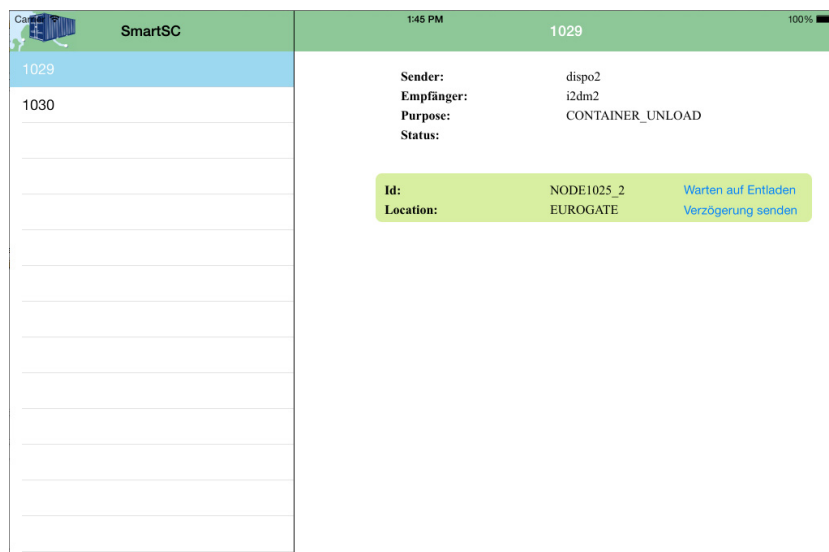 SmartSC
1:45 PM
1029
100%
1029
1030
Sender: dispo2
Empfänger: i2dm2
Purpose: CONTAINER_UNLOAD
Status:
Id: NODE1025_2 Warten auf Entladen
Location: EUROGATE Verzögerung senden